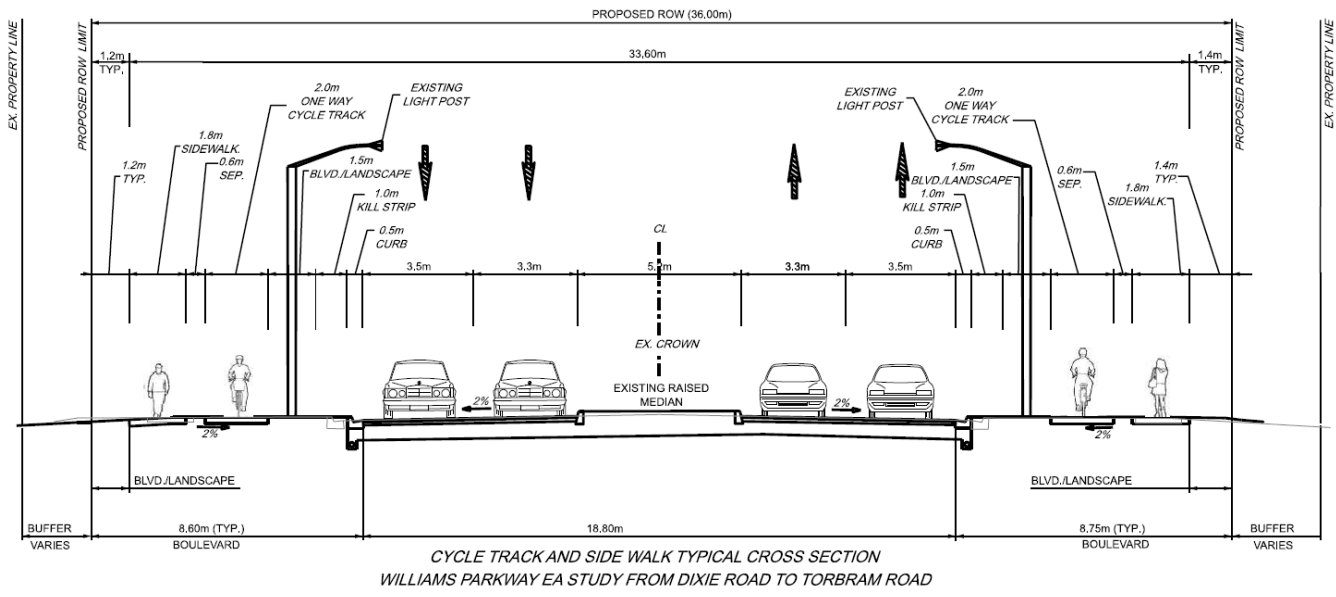 PROPOSED ROW (36.00m)
EX. PROPERTY LINE
PROPOSED ROW LIMIT
1.2m
TYP.
33.60m
1.4m
TYP.
PROPOSED ROW LIMIT
EX. PROPERTY LINE
2.0m
ONE WAY
CYCLE TRACK
EXISTING
LIGHT POST
EXISTING
LIGHT POST
2.0m
ONE WAY
CYCLE TRACK
1.8m
SIDEWALK.
0.6m
SEP.
1.2m
TYP.
1.5m
BLVD./LANDSCAPE
1.0m
KILL STRIP
0.5m
CURB
1.5m
BLVD./LANDSCAPE
1.0m
KILL STRIP
0.5m
CURB
0.6m
SEP.
1.4m
TYP.
1.8m
SIDEWALK.
CL
3.5m
3.3m
3.3m
3.5m
EX. CROWN
EXISTING RAISED
MEDIAN
2%
2%
2%
2%
BLVD./LANDSCAPE
BLVD./LANDSCAPE
BUFFER
VARIES
8.60m (TYP.)
BOULEVARD
18.80m
8.75m (TYP.)
BOULEVARD
BUFFER
VARIES
CYCLE TRACK AND SIDE WALK TYPICAL CROSS SECTION
WILLIAMS PARKWAY EA STUDY FROM DIXIE ROAD TO TORBRAM ROAD